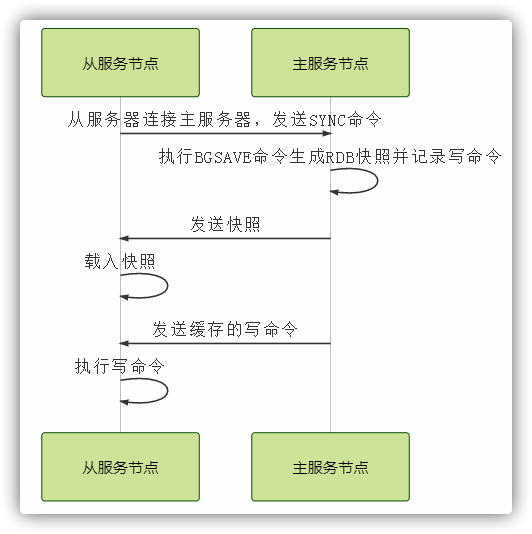 从服务节点
主服务节点
从服务器连接主服务器，发送SYNC命令
执行BGSAVE命令生成RDB快照并记录写命令
发送快照
载入快照
发送缓存的写命令
执行写命令
从服务节点
主服务节点